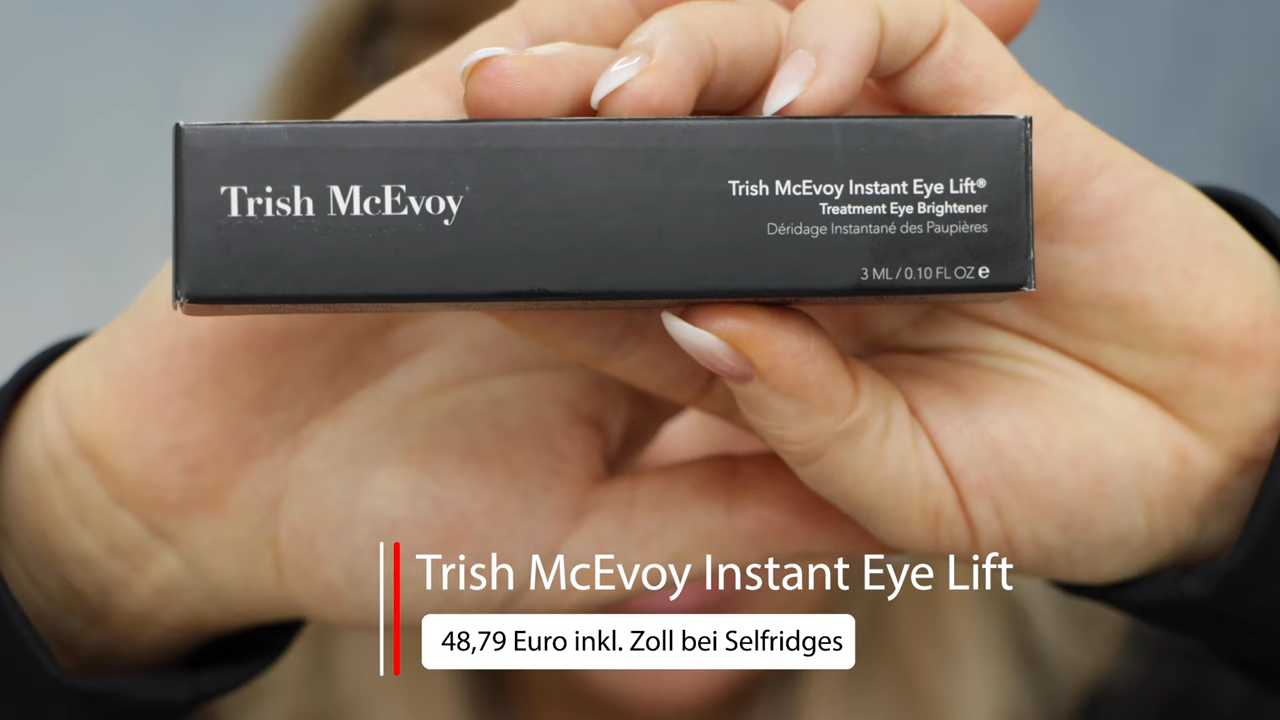 Trish McEvoy
Trish McEvoy Instant Eye Lift®
Treatment Eye Brightener
Déridage Instantané des Paupières
3 ML / 0.10 FL OZ ℮
Trish McEvoy Instant Eye Lift
48,79 Euro inkl. Zoll bei Selfridges